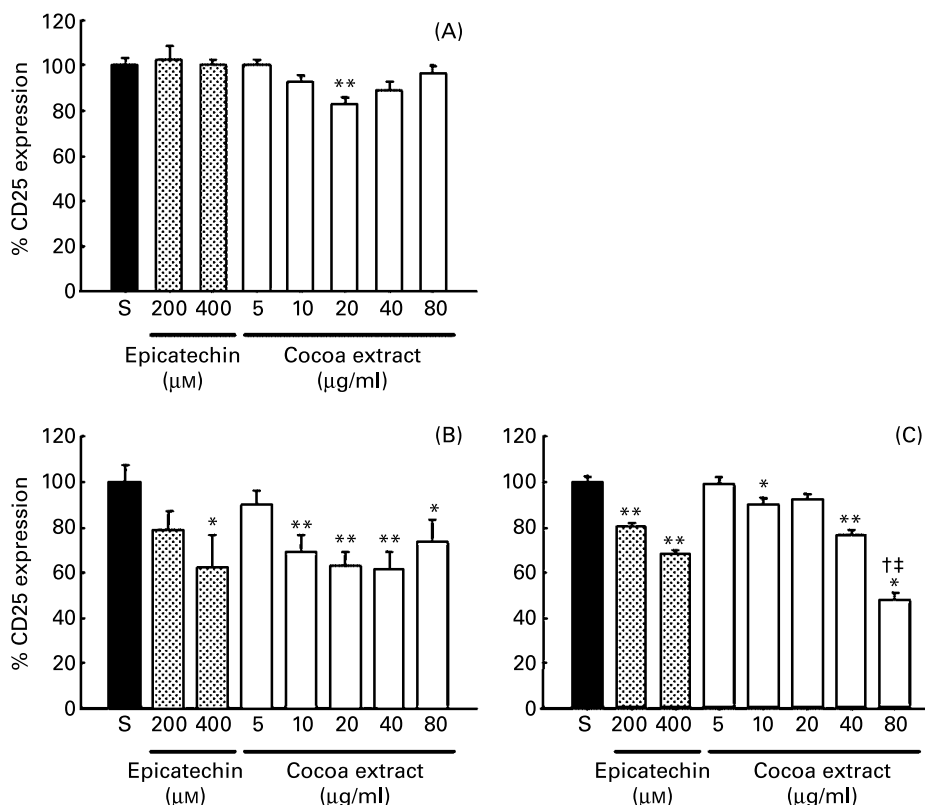 (A)
120
100
80
60
40
20
0
% CD25 expression
**
S 200 400 5 10 20 40 80
Epicatechin Cocoa extract
(μM) (μg/ml)
(B)
120
100
80
60
40
20
0
% CD25 expression
* ** ** ** *
S 200 400 5 10 20 40 80
Epicatechin Cocoa extract
(μM) (μg/ml)
(C)
120
100
80
60
40
20
0
** ** * ** †‡
*
S 200 400 5 10 20 40 80
Epicatechin Cocoa extract
(μM) (μg/ml)